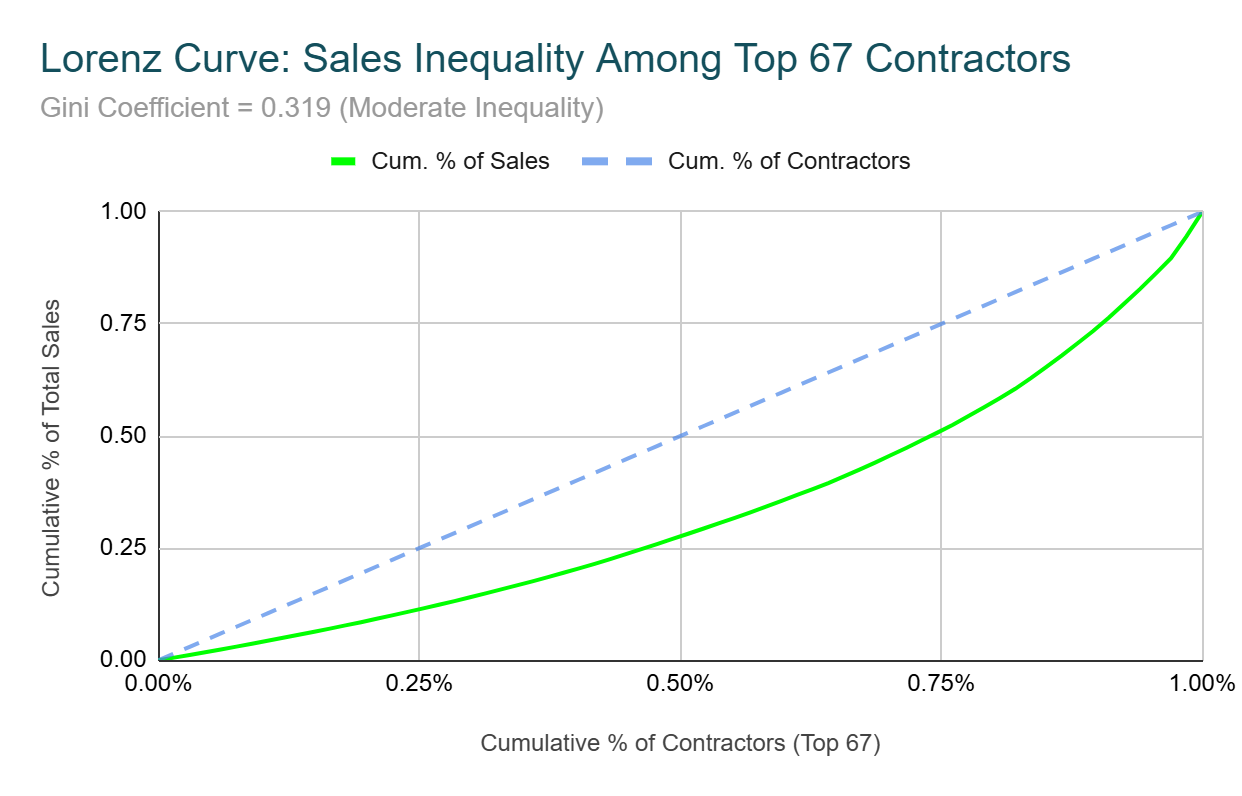 Lorenz Curve: Sales Inequality Among Top 67 Contractors
Gini Coefficient = 0.319 (Moderate Inequality)
Cum. % of Sales
Cum. % of Contractors
Cumulative % of Total Sales
1.00
0.75
0.50
0.25
0.00
0.00%
0.25%
0.50%
0.75%
1.00%
Cumulative % of Contractors (Top 67)